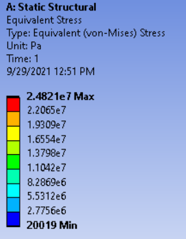 A: Static Structural
Equivalent Stress
Type: Equivalent (von-Mises) Stress
Unit: Pa
Time: 1
9/29/2021 12:51 PM
2.4821e7 Max
2.2065e7
1.9309e7
1.6554e7
1.3798e7
1.1042e7
8.2869e6
5.5312e6
2.7756e6
20019 Min